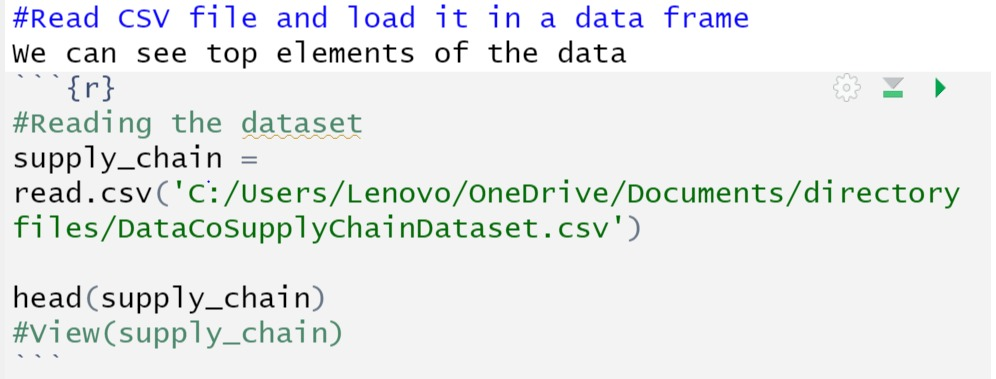 #Read CSV file and load it in a data frame
We can see top elements of the data
```{r}
#Reading the dataset
supply_chain =
read.csv('C:/Users/Lenovo/OneDrive/Documents/directory
files/DataCoSupplyChainDataset.csv')
head(supply_chain)
#View(supply_chain)
```